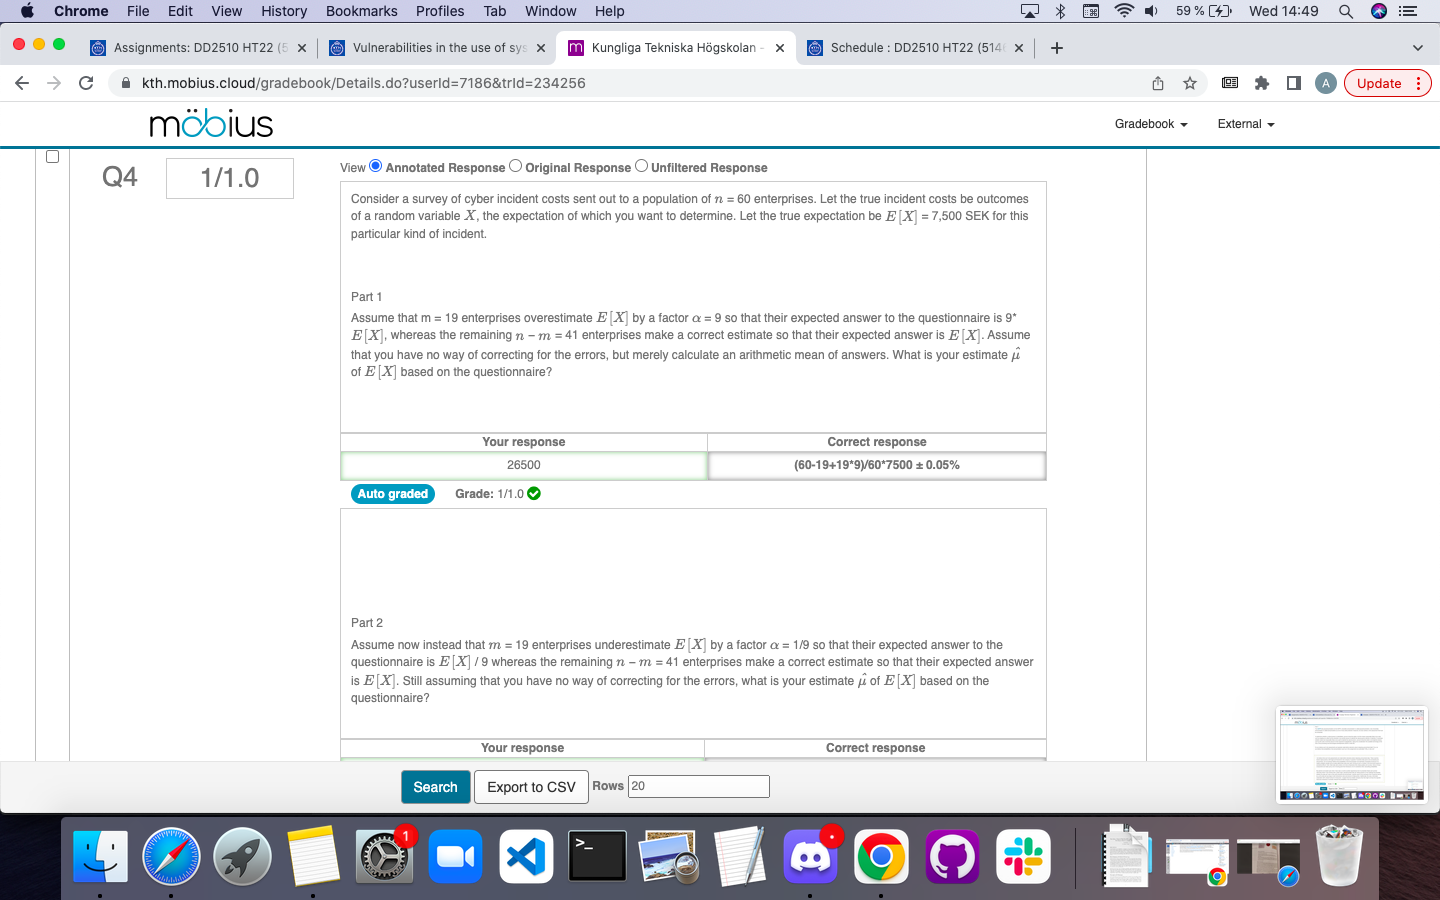 Chrome File Edit View History Bookmarks Profiles Tab Window Help 59 % Wed 14:49
Assignments: DD2510 HT22 (5 Vulnerabilities in the use of sys Kungliga Tekniska Högskolan - Schedule : DD2510 HT22 (514
kth.mobius.cloud/gradebook/Details.do?userId=7186&trId=234256 A Update
möbius Gradebook External
Q4 1/1.0
View Annotated Response Original Response Unfiltered Response
Consider a survey of cyber incident costs sent out to a population of n = 60 enterprises. Let the true incident costs be outcomes
of a random variable X, the expectation of which you want to determine. Let the true expectation be E [X] = 7,500 SEK for this
particular kind of incident.
Part 1
Assume that m = 19 enterprises overestimate E [X] by a factor α = 9 so that their expected answer to the questionnaire is 9*
E [X], whereas the remaining n − m = 41 enterprises make a correct estimate so that their expected answer is E [X]. Assume
that you have no way of correcting for the errors, but merely calculate an arithmetic mean of answers. What is your estimate μ̂
of E [X] based on the questionnaire?
Your response Correct response
26500 (60-19+19*9)/60*7500 ± 0.05%
Auto graded Grade: 1/1.0
Part 2
Assume now instead that m = 19 enterprises underestimate E [X] by a factor α = 1/9 so that their expected answer to the
questionnaire is E [X] / 9 whereas the remaining n − m = 41 enterprises make a correct estimate so that their expected answer
is E [X]. Still assuming that you have no way of correcting for the errors, what is your estimate μ̂ of E [X] based on the
questionnaire?
Your response Correct response
Search Export to CSV Rows 20
1
>_